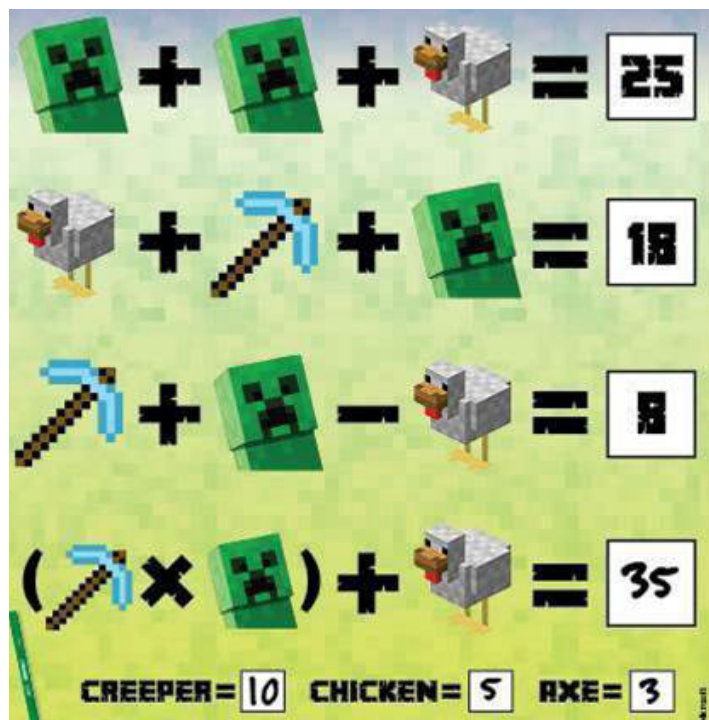 + + = 25
+ + = 18
+ - = 8
( × ) + = 35
CREEPER= 10 CHICKEN= 5 AXE= 3